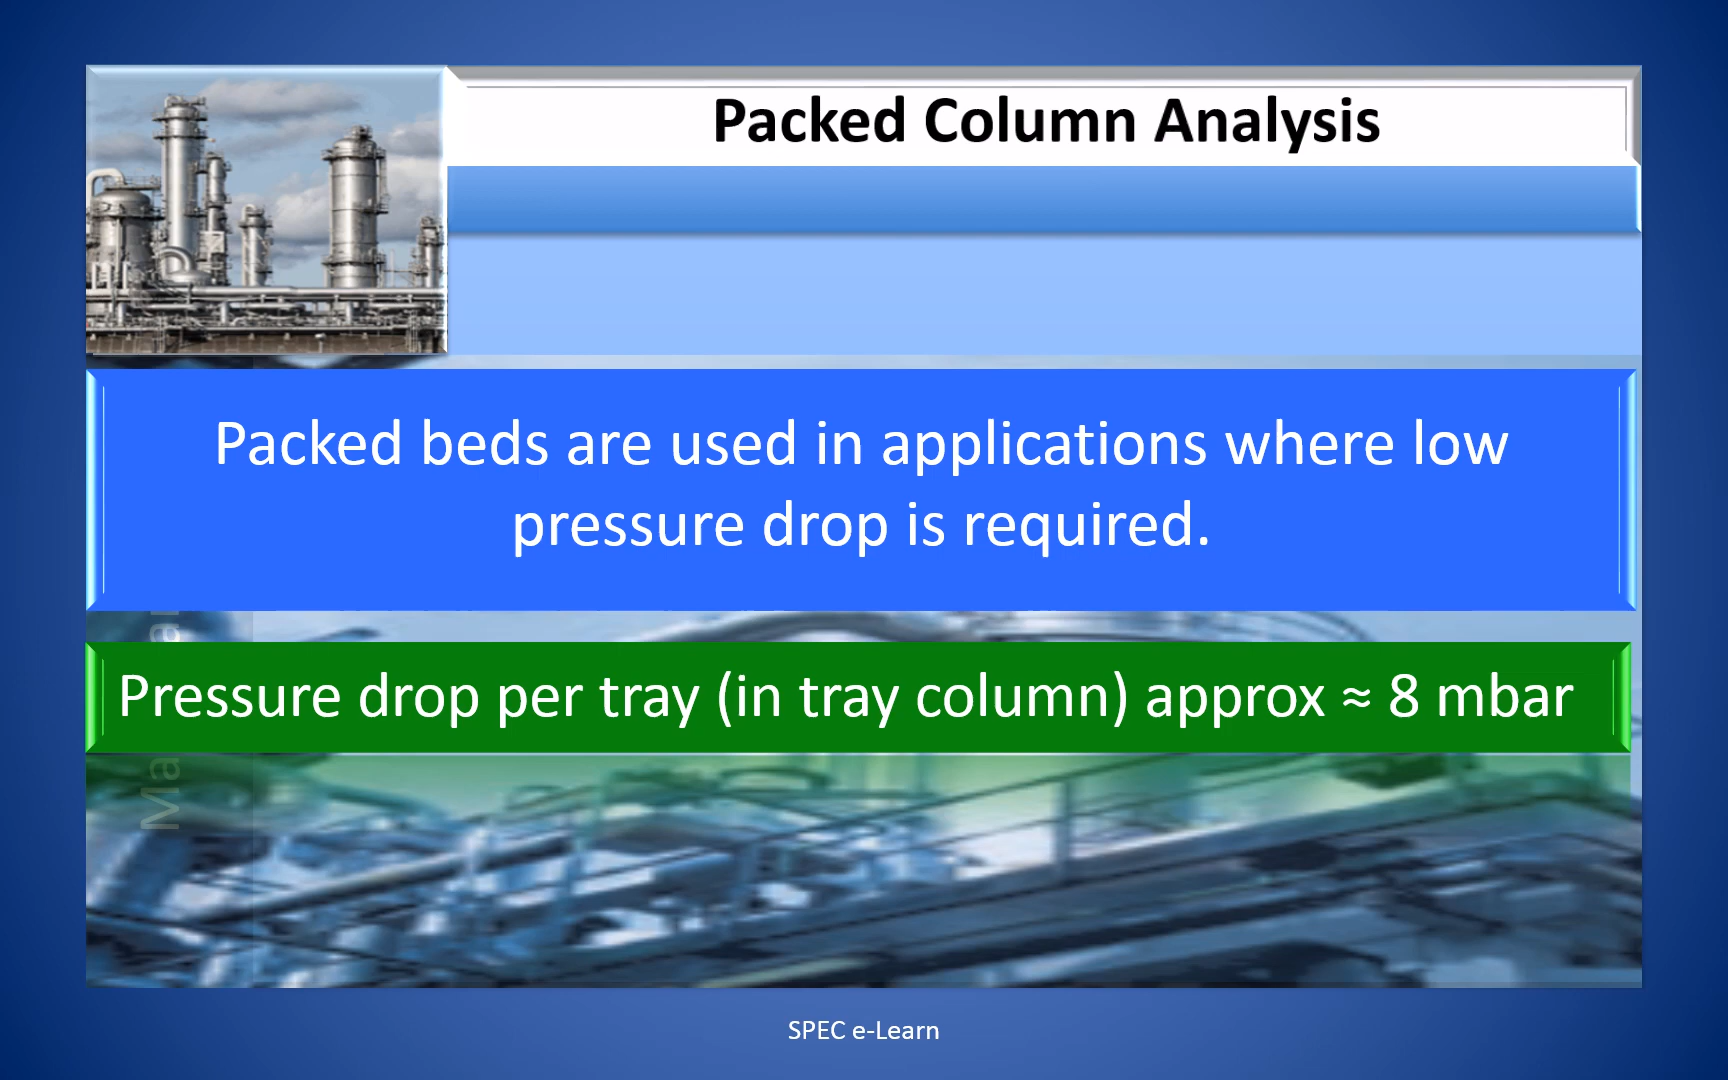 Packed Column Analysis
Packed beds are used in applications where low
pressure drop is required.
Pressure drop per tray (in tray column) approx ≈ 8 mbar
Ma
SPEC e-Learn